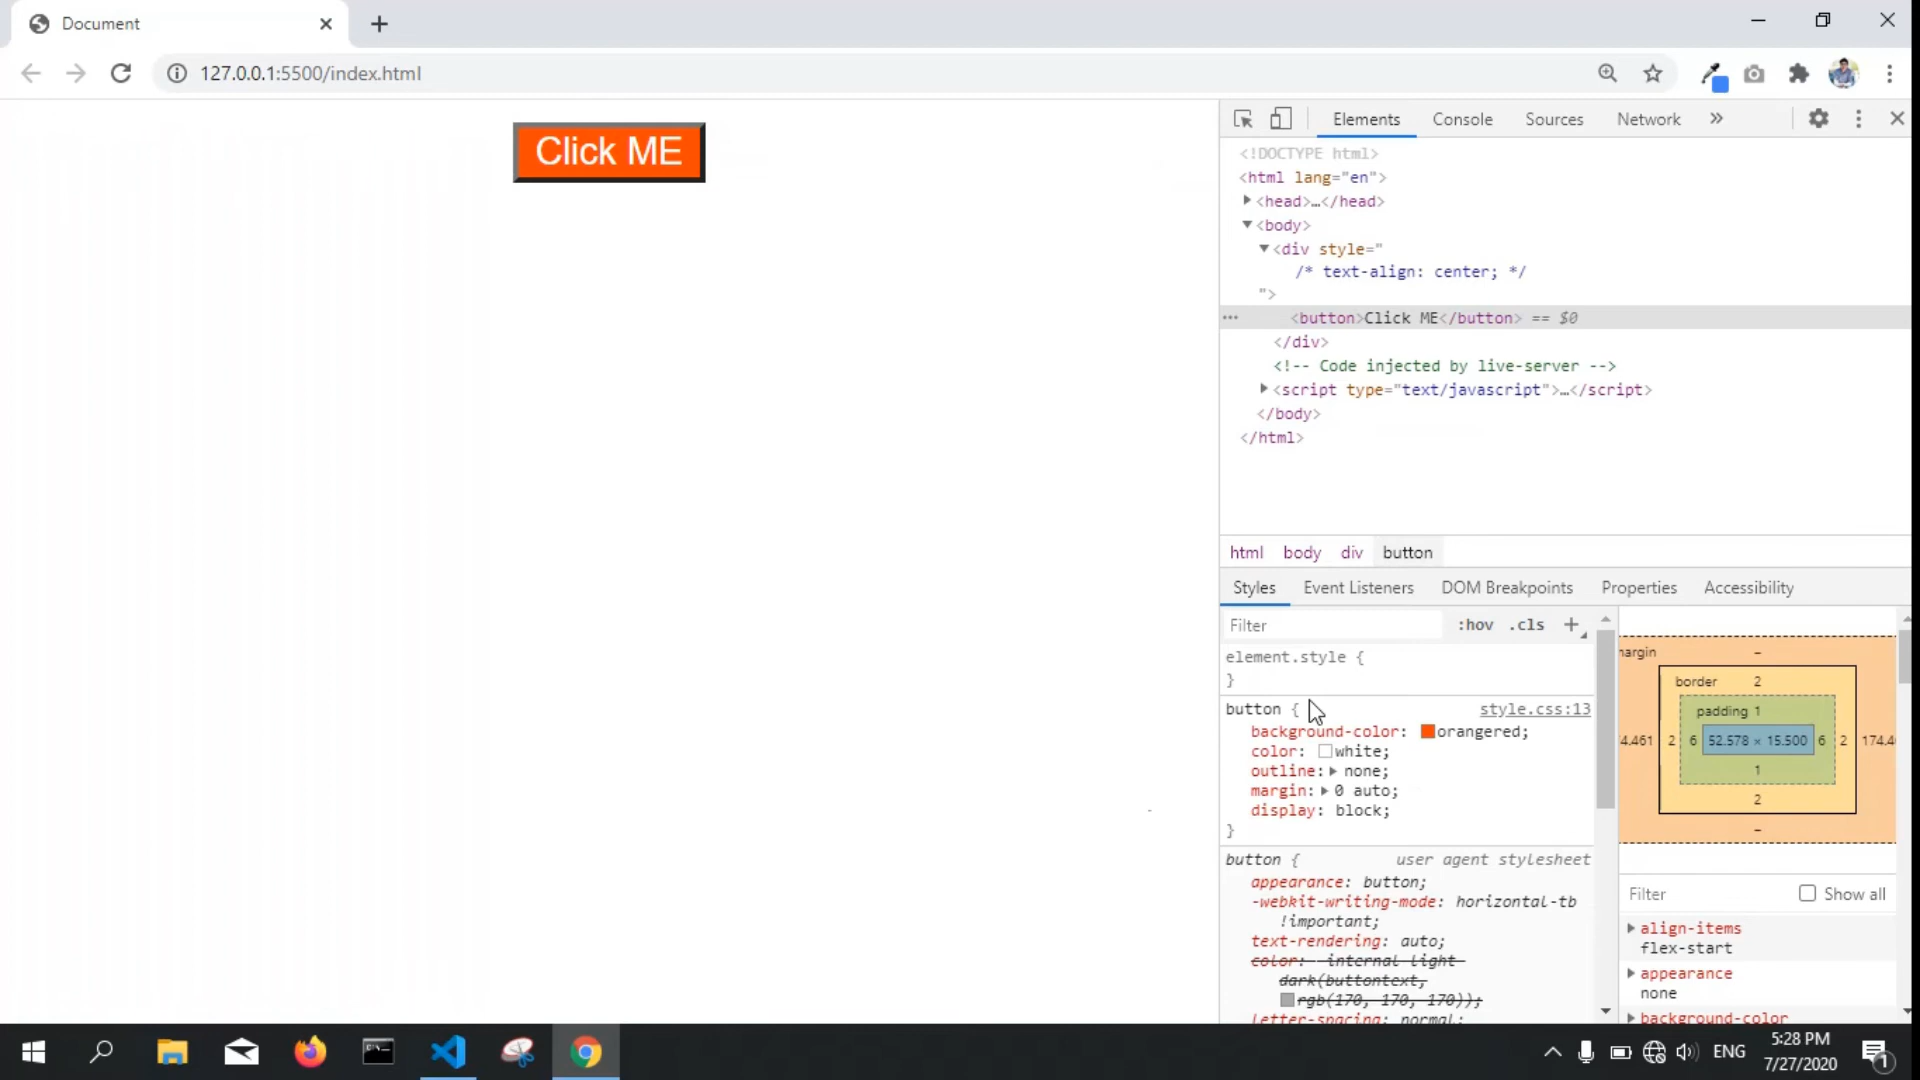 Document
127.0.0.1:5500/index.html
Click ME
Elements Console Sources Network »
<!DOCTYPE html>
<html lang="en">
<head>…</head>
<body>
<div style="
/* text-align: center; */
">
<button>Click ME</button> == $0
</div>
<!-- Code injected by live-server -->
<script type="text/javascript">…</script>
</body>
</html>
html body div button
Styles Event Listeners DOM Breakpoints Properties Accessibility
Filter :hov .cls +
element.style {
}
button { style.css:13
background-color: orangered;
color: white;
outline: none;
margin: 0 auto;
display: block;
}
button { user agent stylesheet
appearance: button;
-webkit-writing-mode: horizontal-tb
!important;
text-rendering: auto;
color: -internal-light-
dark(buttontext,
rgb(170, 170, 170));
letter-spacing: normal;
–
border 2
padding 1
4.461 2 6 52.578 × 15.500 6 2 174.4
1
2
–
Filter Show all
align-items
flex-start
appearance
none
background-color
ENG
5:28 PM
7/27/2020
1